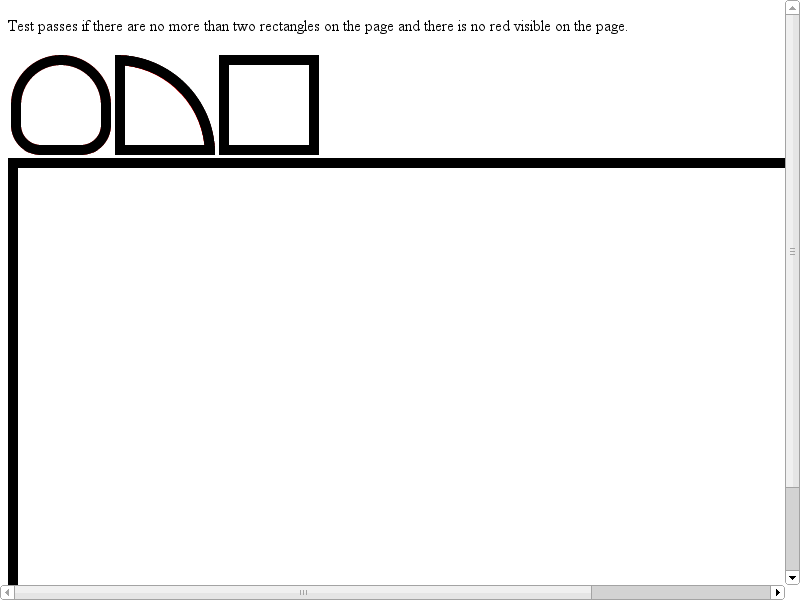 Test passes if there are no more than two rectangles on the page and there is no red visible on the page.